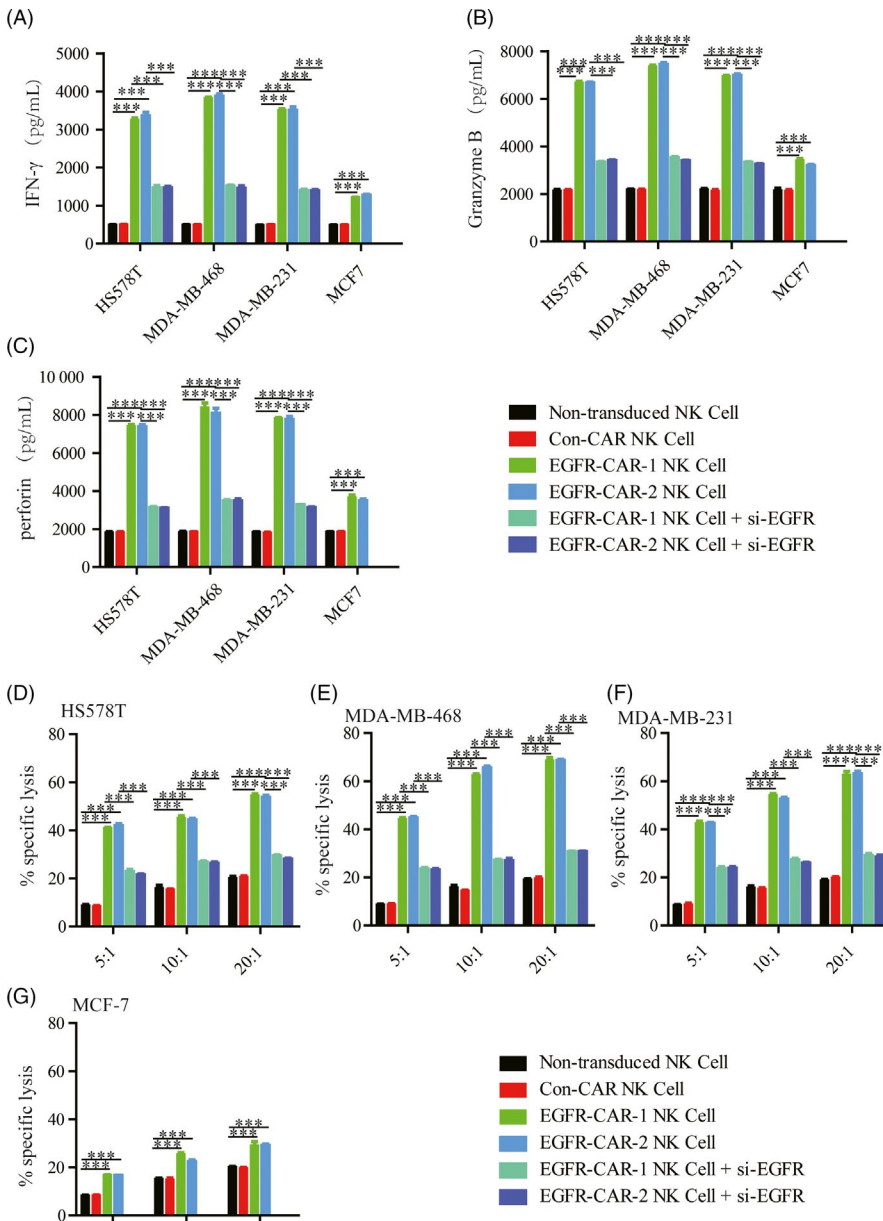 (A)
IFN-γ (pg/mL)
5000
4000
3000
2000
1000
0
*** *** *** ***
*** *** *** ***
*** *** *** ***
*** ***
HS578T
MDA-MB-468
MDA-MB-231
MCF7
(B)
Granzyme B (pg/mL)
8000
6000
4000
2000
0
*** *** *** ***
*** *** *** ***
*** *** *** ***
*** ***
HS578T
MDA-MB-468
MDA-MB-231
MCF7
(C)
perforin (pg/mL)
10 000
8000
6000
4000
2000
0
*** *** *** ***
*** *** *** ***
*** *** *** ***
*** ***
HS578T
MDA-MB-468
MDA-MB-231
MCF7
Non-transduced NK Cell
Con-CAR NK Cell
EGFR-CAR-1 NK Cell
EGFR-CAR-2 NK Cell
EGFR-CAR-1 NK Cell + si-EGFR
EGFR-CAR-2 NK Cell + si-EGFR
(D)
HS578T
% specific lysis
80
60
40
20
0
*** *** *** ***
*** *** *** ***
*** *** *** ***
5:1
10:1
20:1
(E)
MDA-MB-468
% specific lysis
80
60
40
20
0
*** *** *** ***
*** *** *** ***
*** *** *** ***
5:1
10:1
20:1
(F)
MDA-MB-231
% specific lysis
80
60
40
20
0
*** *** *** ***
*** *** *** ***
*** *** *** ***
5:1
10:1
20:1
(G)
MCF-7
% specific lysis
80
60
40
20
0
*** ***
*** ***
*** ***
Non-transduced NK Cell
Con-CAR NK Cell
EGFR-CAR-1 NK Cell
EGFR-CAR-2 NK Cell
EGFR-CAR-1 NK Cell + si-EGFR
EGFR-CAR-2 NK Cell + si-EGFR